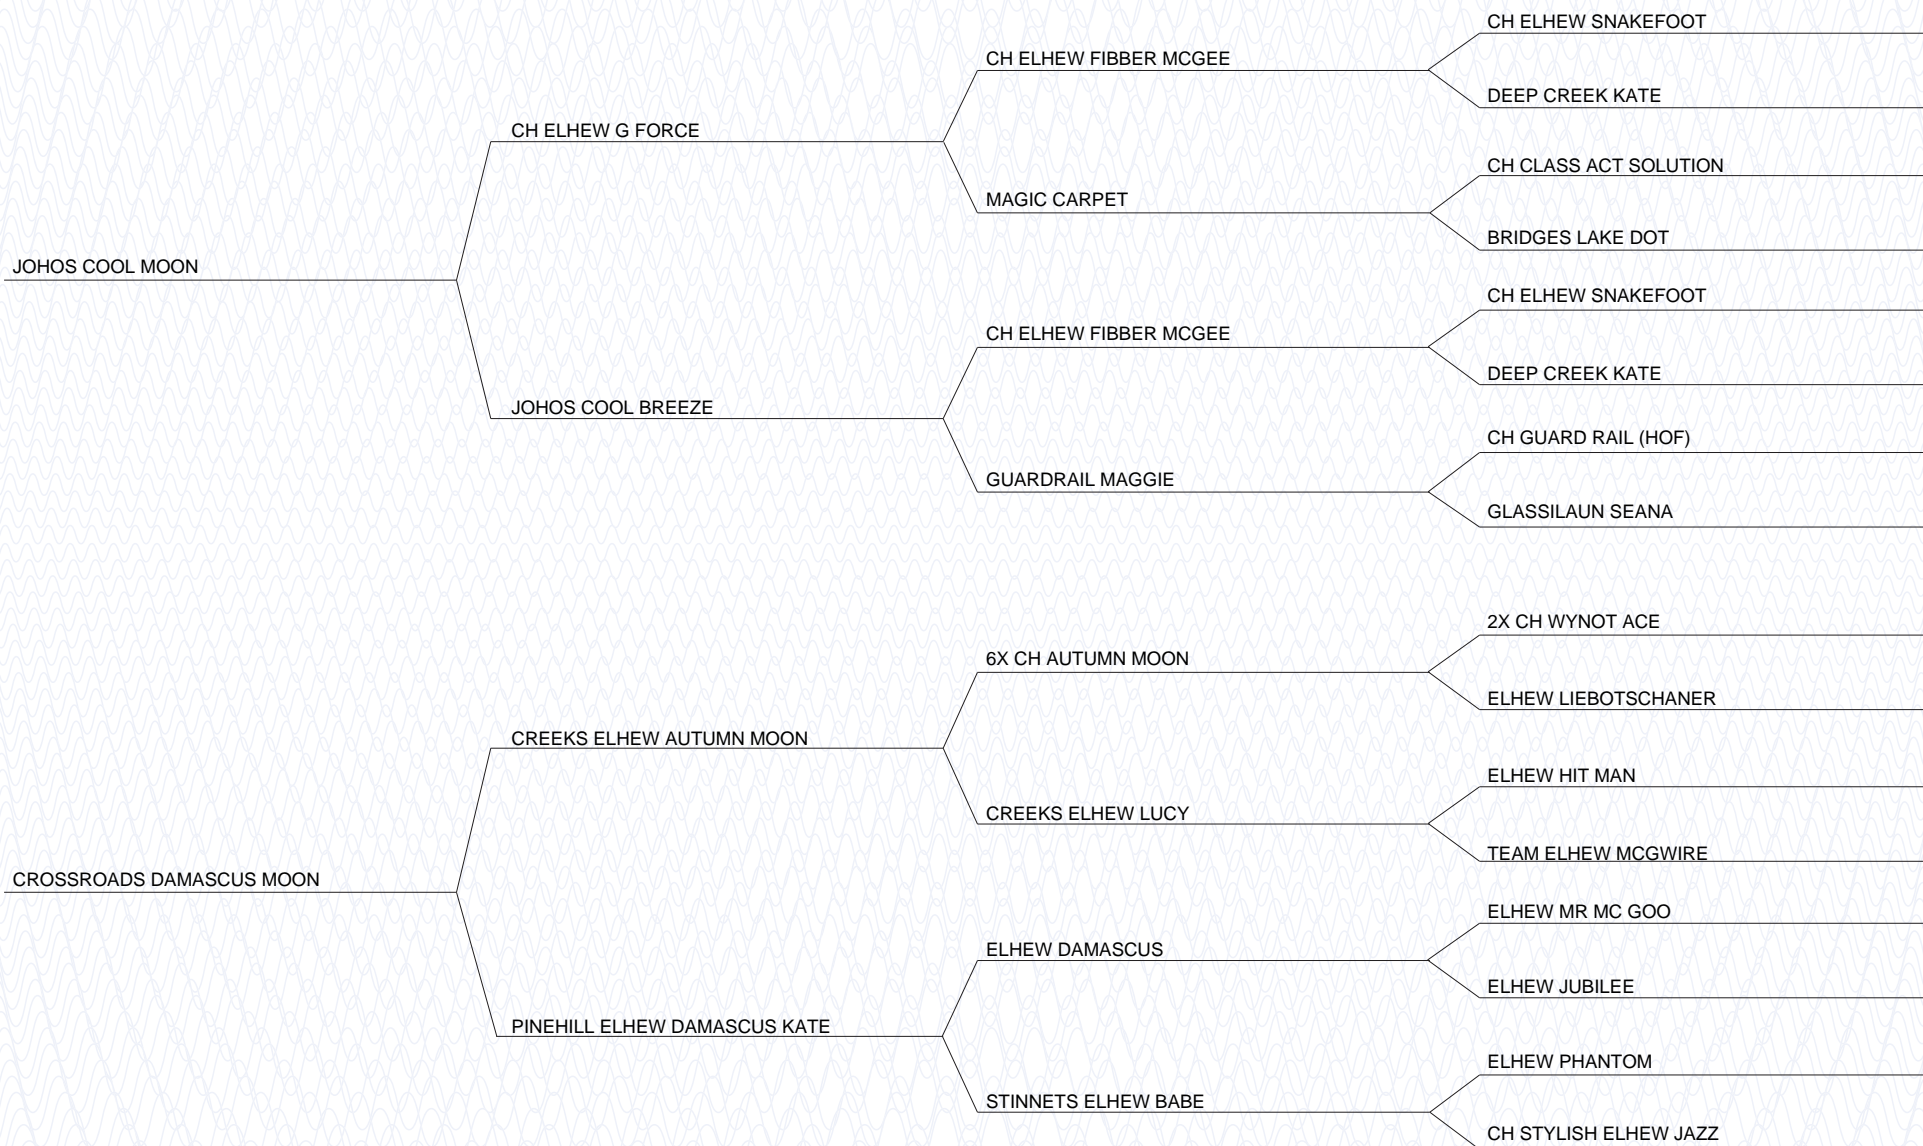 CH ELHEW SNAKEFOOT
CH ELHEW FIBBER MCGEE
DEEP CREEK KATE
CH ELHEW G FORCE
CH CLASS ACT SOLUTION
MAGIC CARPET
BRIDGES LAKE DOT
JOHOS COOL MOON
CH ELHEW SNAKEFOOT
CH ELHEW FIBBER MCGEE
DEEP CREEK KATE
JOHOS COOL BREEZE
CH GUARD RAIL (HOF)
GUARDRAIL MAGGIE
GLASSILAUN SEANA
2X CH WYNOT ACE
6X CH AUTUMN MOON
ELHEW LIEBOTSCHANER
CREEKS ELHEW AUTUMN MOON
ELHEW HIT MAN
CREEKS ELHEW LUCY
TEAM ELHEW MCGWIRE
CROSSROADS DAMASCUS MOON
ELHEW MR MC GOO
ELHEW DAMASCUS
ELHEW JUBILEE
PINEHILL ELHEW DAMASCUS KATE
ELHEW PHANTOM
STINNETS ELHEW BABE
CH STYLISH ELHEW JAZZ